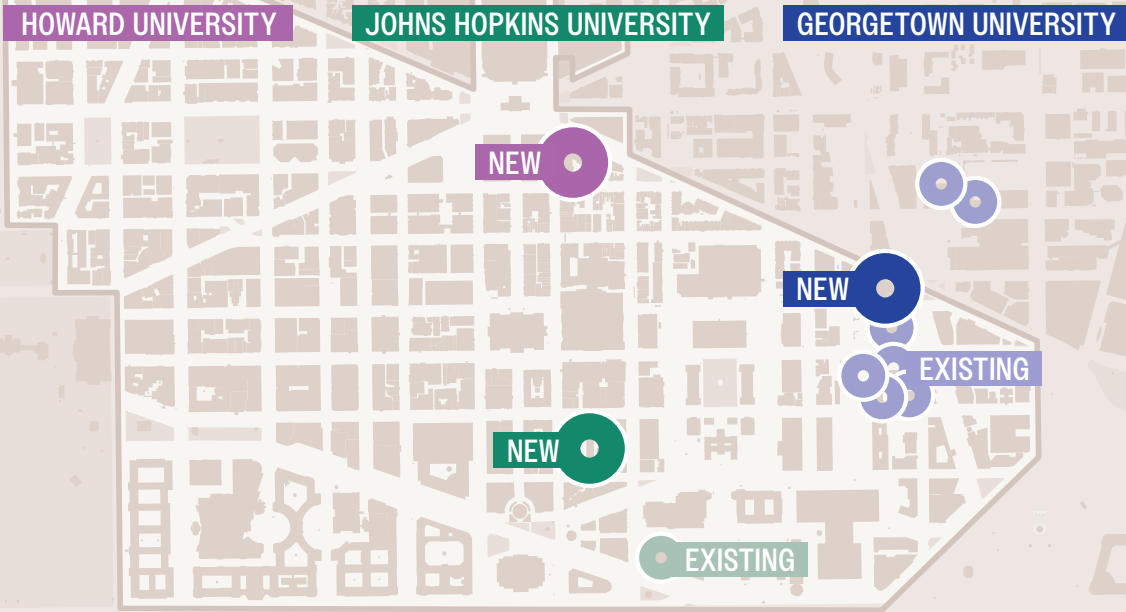 HOWARD UNIVERSITY
JOHNS HOPKINS UNIVERSITY
GEORGETOWN UNIVERSITY
NEW
NEW
EXISTING
NEW
EXISTING